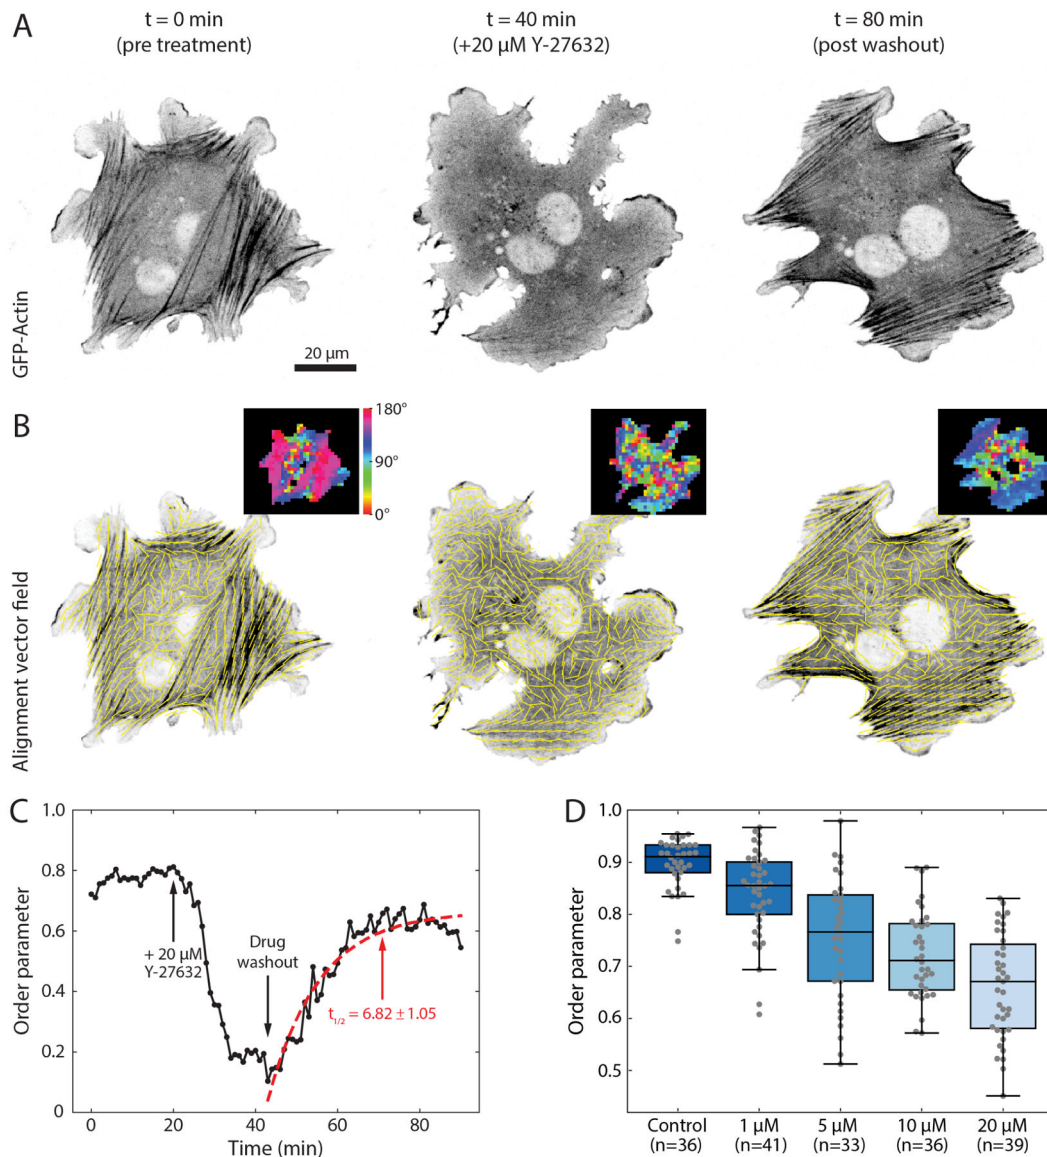 A
t = 0 min
(pre treatment)
t = 40 min
(+20 µM Y-27632)
t = 80 min
(post washout)
GFP-Actin
20 µm
B
180°
90°
0°
Alignment vector field
C
1.0
0.8
0.6
0.4
0.2
0
Order parameter
+ 20 µM
Y-27632
Drug
washout
t1/2 = 6.82 ± 1.05
0 20 40 60 80
Time (min)
D
1.0
0.9
0.8
0.7
0.6
0.5
Order parameter
Control 1 µM 5 µM 10 µM 20 µM
(n=36) (n=41) (n=33) (n=36) (n=39)